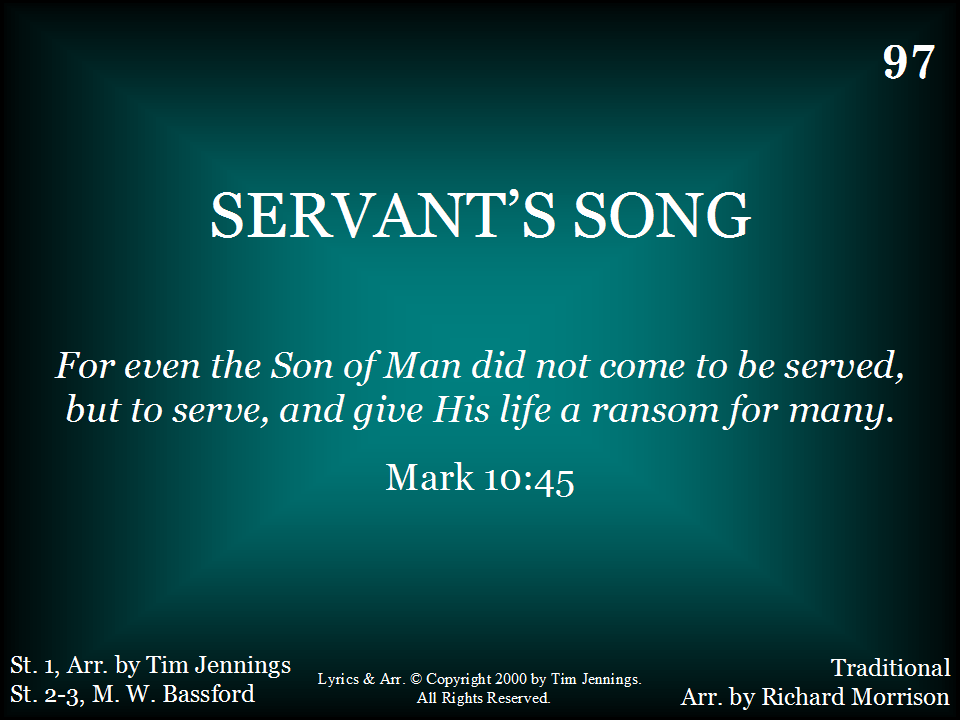 97
SERVANT’S SONG
For even the Son of Man did not come to be served,
but to serve, and give His life a ransom for many.
Mark 10:45
St. 1, Arr. by Tim Jennings
St. 2-3, M. W. Bassford
Lyrics & Arr. © Copyright 2000 by Tim Jennings.
All Rights Reserved.
Traditional
Arr. by Richard Morrison